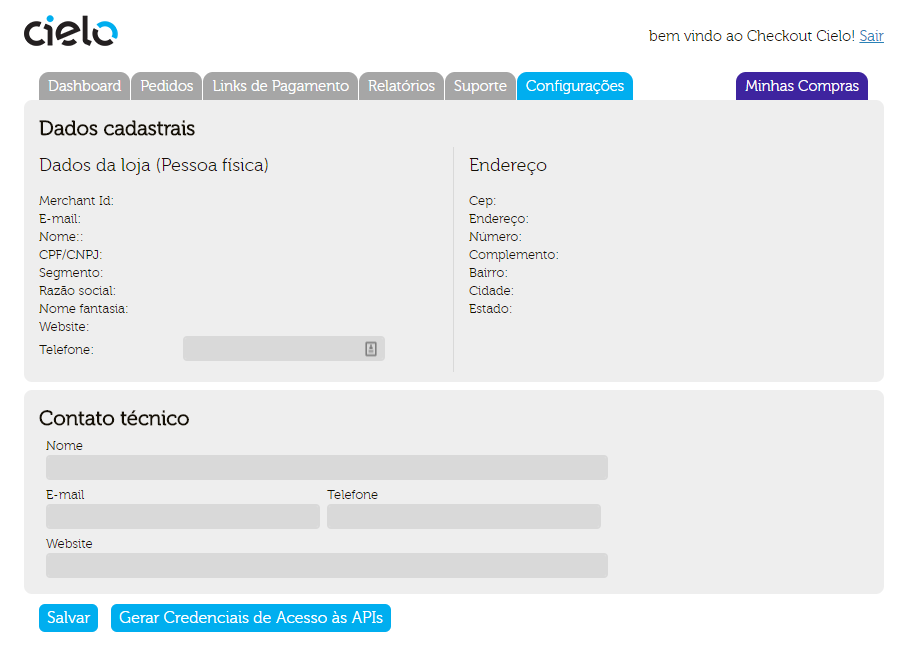 cielo
bem vindo ao Checkout Cielo! Sair
Dashboard Pedidos Links de Pagamento Relatórios Suporte Configurações Minhas Compras
Dados cadastrais
Dados da loja (Pessoa física)
Merchant Id:
E-mail:
Nome::
CPF/CNPJ:
Segmento:
Razão social:
Nome fantasia:
Website:
Telefone:
Endereço
Cep:
Endereço:
Número:
Complemento:
Bairro:
Cidade:
Estado:
Contato técnico
Nome
E-mail Telefone
Website
Salvar Gerar Credenciais de Acesso às APIs